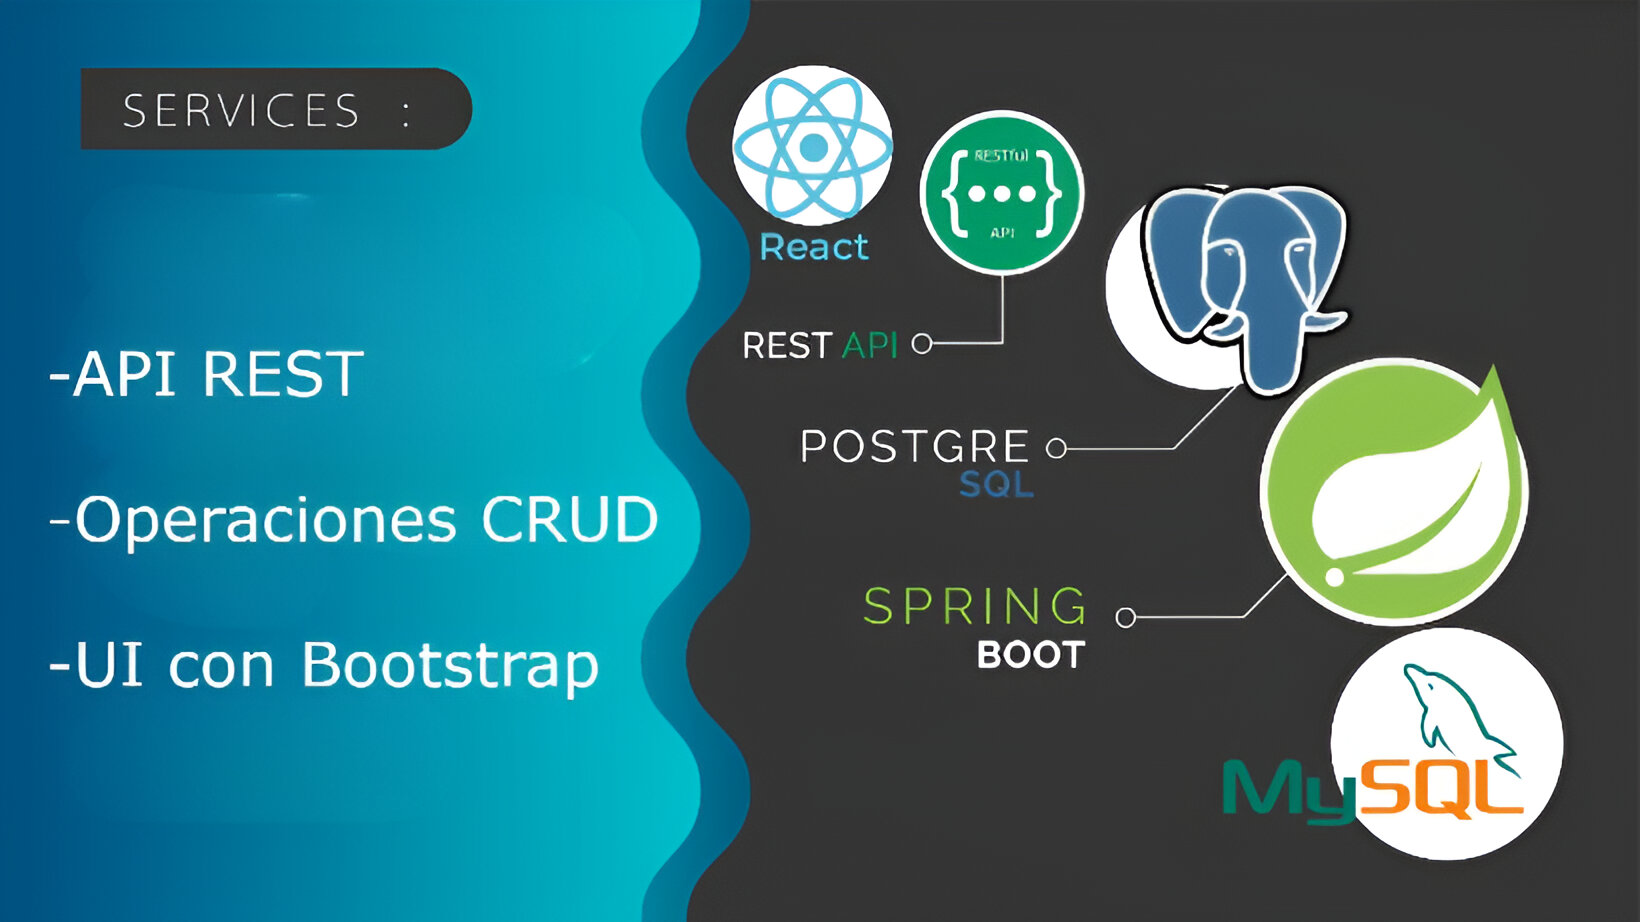 SERVICES :
-API REST
-Operaciones CRUD
-UI con Bootstrap
React
RESTful
API
REST API
POSTGRE
SQL
SPRING
BOOT
MySQL